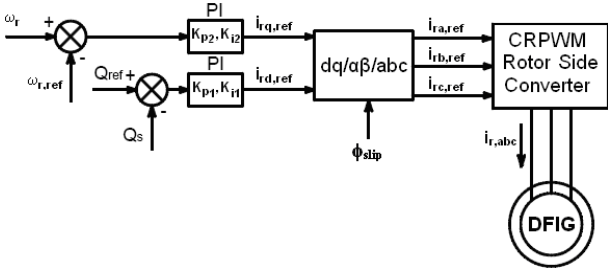 ωr
+
-
ωr,ref
PI
Kp2,Ki2
irq,ref
Qref
+
-
Qs
PI
Kp1,Ki1
ird,ref
dq/αβ/abc
ϕslip
ira,ref
irb,ref
irc,ref
CRPWM
Rotor Side
Converter
ir,abc
DFIG